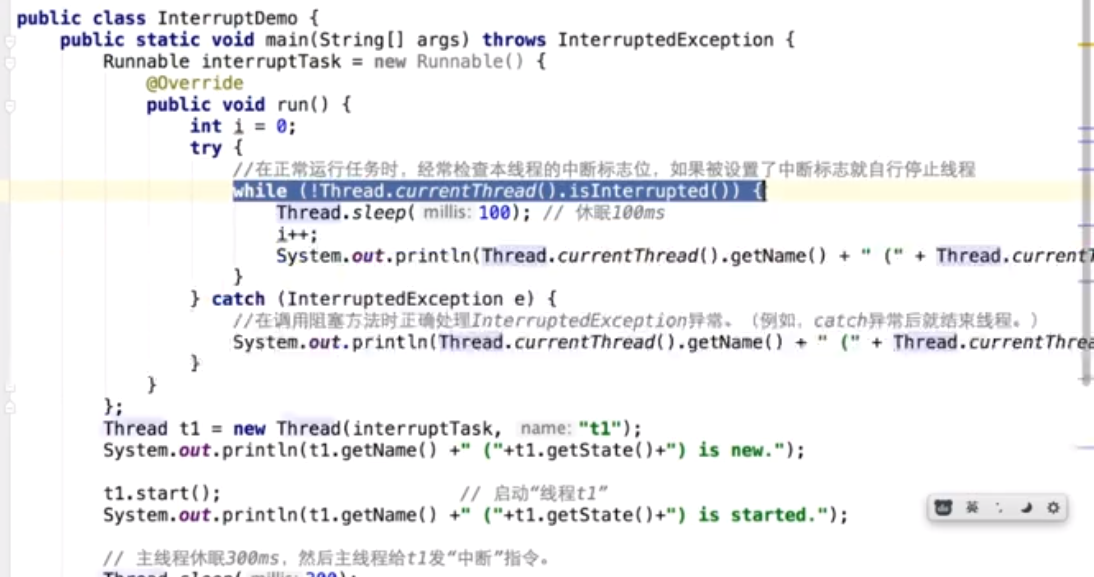 public class InterruptDemo {
public static void main(String[] args) throws InterruptedException {
Runnable interruptTask = new Runnable() {
@Override
public void run() {
int i = 0;
try {
//在正常运行任务时，经常检查本线程的中断标志位，如果被设置了中断标志就自行停止线程
while (!Thread.currentThread().isInterrupted()) {
Thread.sleep( millis: 100); // 休眠100ms
i++;
System.out.println(Thread.currentThread().getName() + " (" + Thread.current
}
} catch (InterruptedException e) {
//在调用阻塞方法时正确处理InterruptedException异常。（例如，catch异常后就结束线程。）
System.out.println(Thread.currentThread().getName() + " (" + Thread.currentThrea
}
}
};
Thread t1 = new Thread(interruptTask, name: "t1");
System.out.println(t1.getName() +" ("+t1.getState()+") is new.");
t1.start(); // 启动“线程t1”
System.out.println(t1.getName() +" ("+t1.getState()+") is started.");
英
// 主线程休眠300ms，然后主线程给t1发“中断”指令。
Thread.sleep( millis: 300);